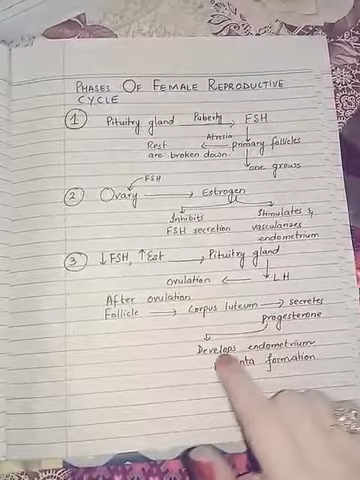 PHASES OF FEMALE REPRODUCTIVE
CYCLE
① Pituitry gland Puberty → FSH
Rest Atresia ← primary follicles
are broken down. → one grows
② FSH
Ovary → Estrogen
Inhibits Stimulates &
FSH secretion vascularizes
endometrium
③ ↓FSH, ↑Est → Pituitry gland
ovulation ← LH
After ovulation
Follicle → Corpus luteum → secretes
progesterone
Develops endometrium
formation